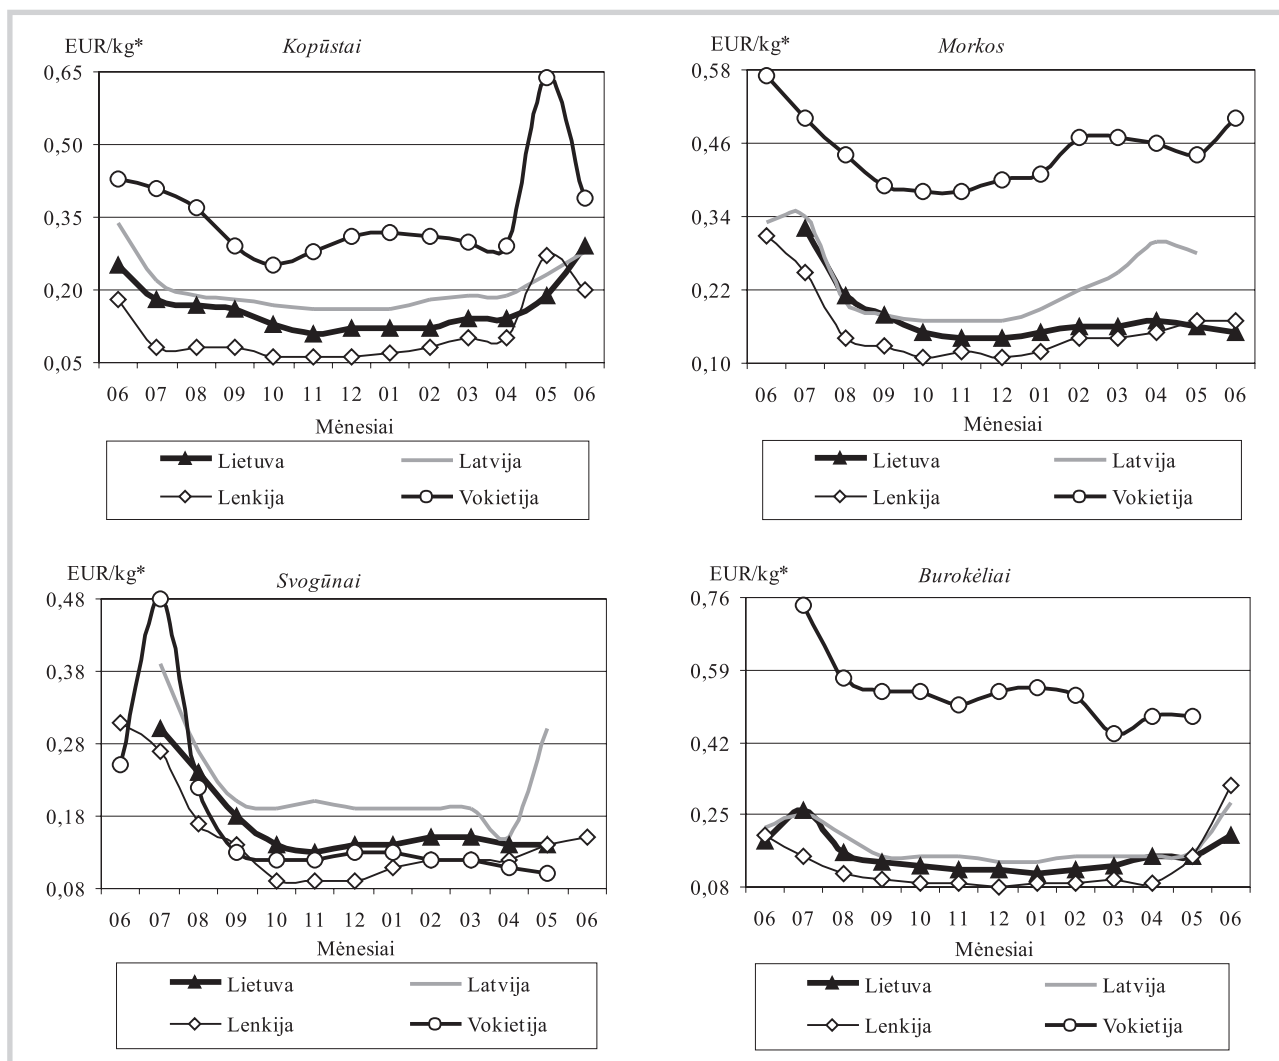 EUR/kg* Kopūstai
0,65
0,50
0,35
0,20
0,05
06 07 08 09 10 11 12 01 02 03 04 05 06
Mėnesiai
Lietuva Latvija
Lenkija Vokietija
EUR/kg* Morkos
0,58
0,46
0,34
0,22
0,10
06 07 08 09 10 11 12 01 02 03 04 05 06
Mėnesiai
Lietuva Latvija
Lenkija Vokietija
EUR/kg* Svogūnai
0,48
0,38
0,28
0,18
0,08
06 07 08 09 10 11 12 01 02 03 04 05 06
Mėnesiai
Lietuva Latvija
Lenkija Vokietija
EUR/kg* Burokėliai
0,76
0,59
0,42
0,25
0,08
06 07 08 09 10 11 12 01 02 03 04 05 06
Mėnesiai
Lietuva Latvija
Lenkija Vokietija